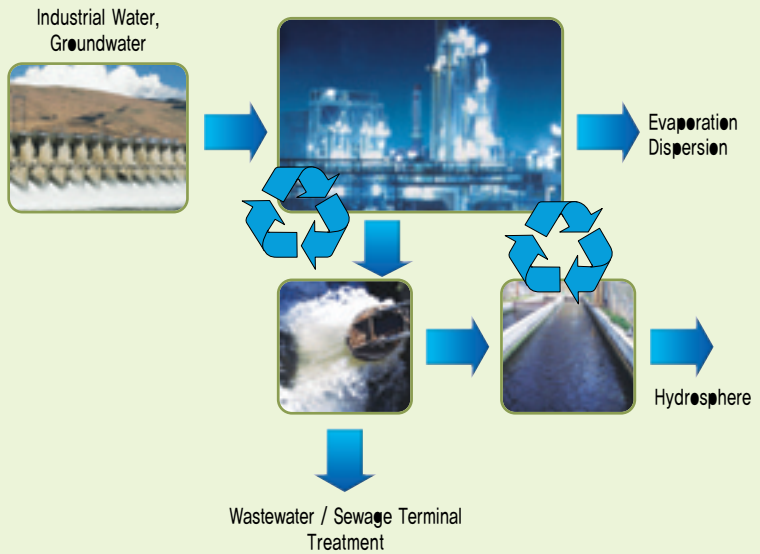 Industrial Water,
Groundwater
Evaporation
Dispersion
Hydrosphere
Wastewater / Sewage Terminal
Treatment